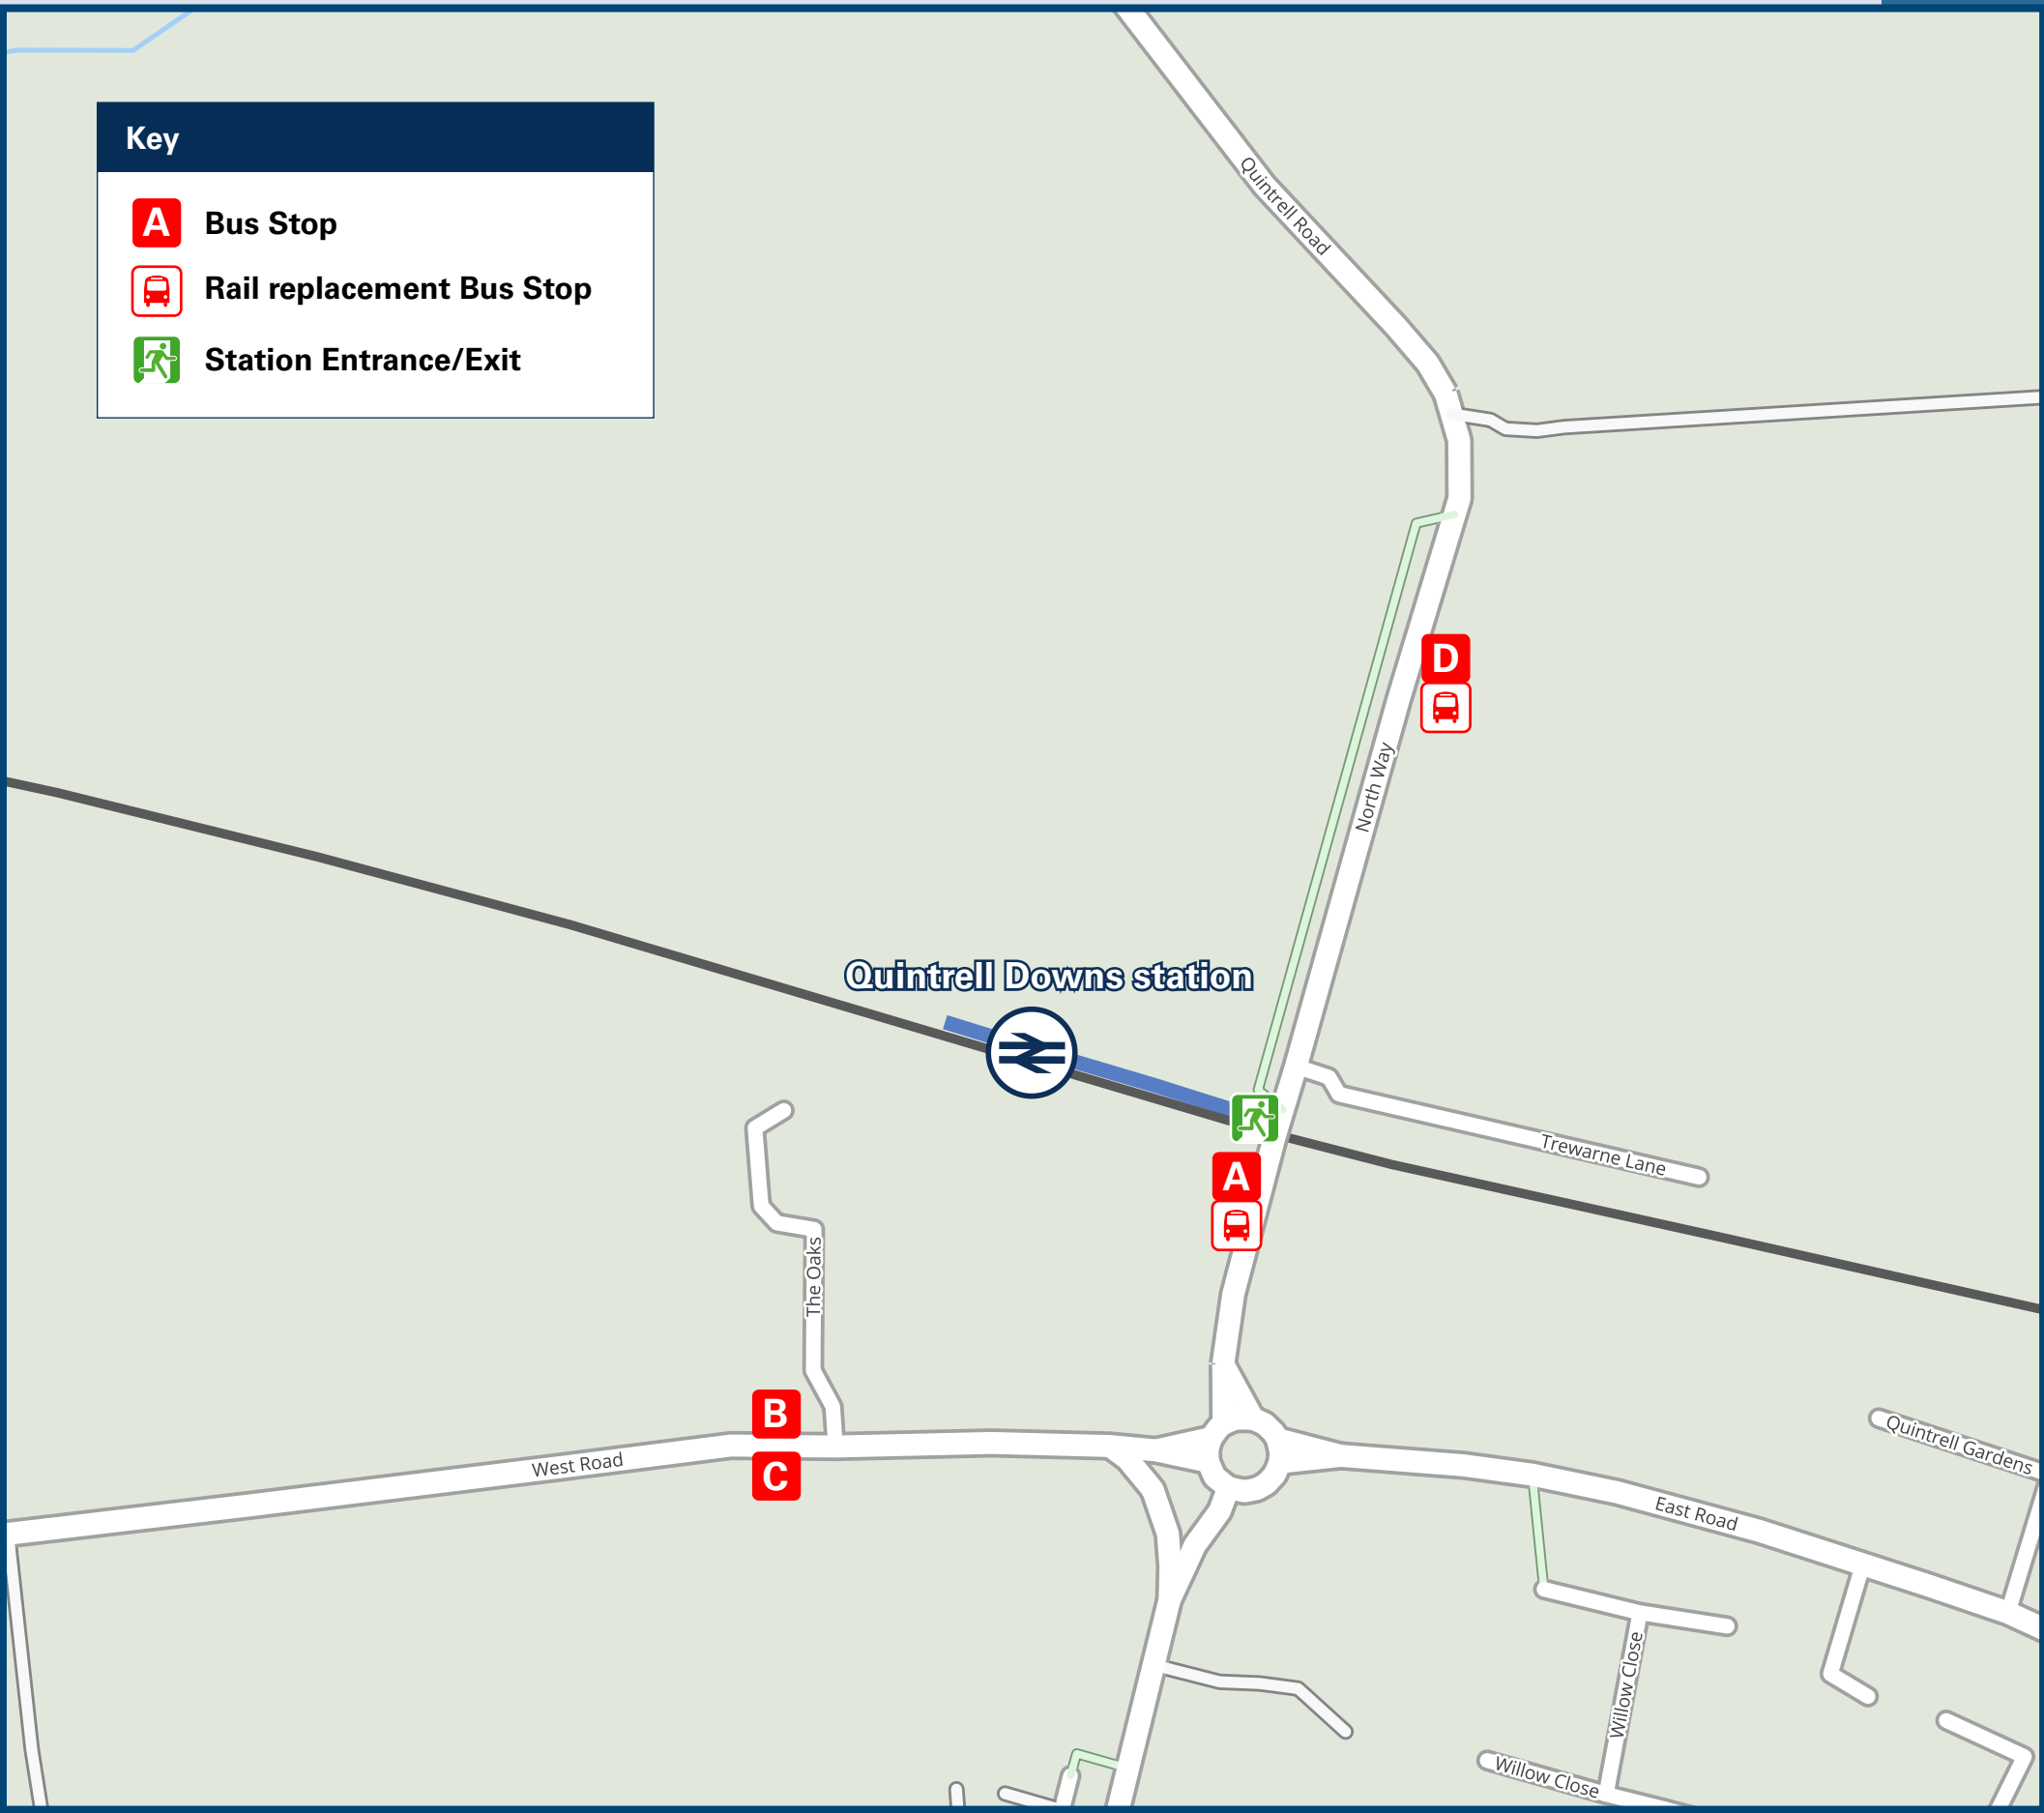 Key
A Bus Stop
Rail replacement Bus Stop
Station Entrance/Exit
Quintrell Road
D
North Way
Quintrell Downs station
Trewarne Lane
A
The Oaks
B
C
West Road
Quintrell Gardens
East Road
Willow Close
Willow Close